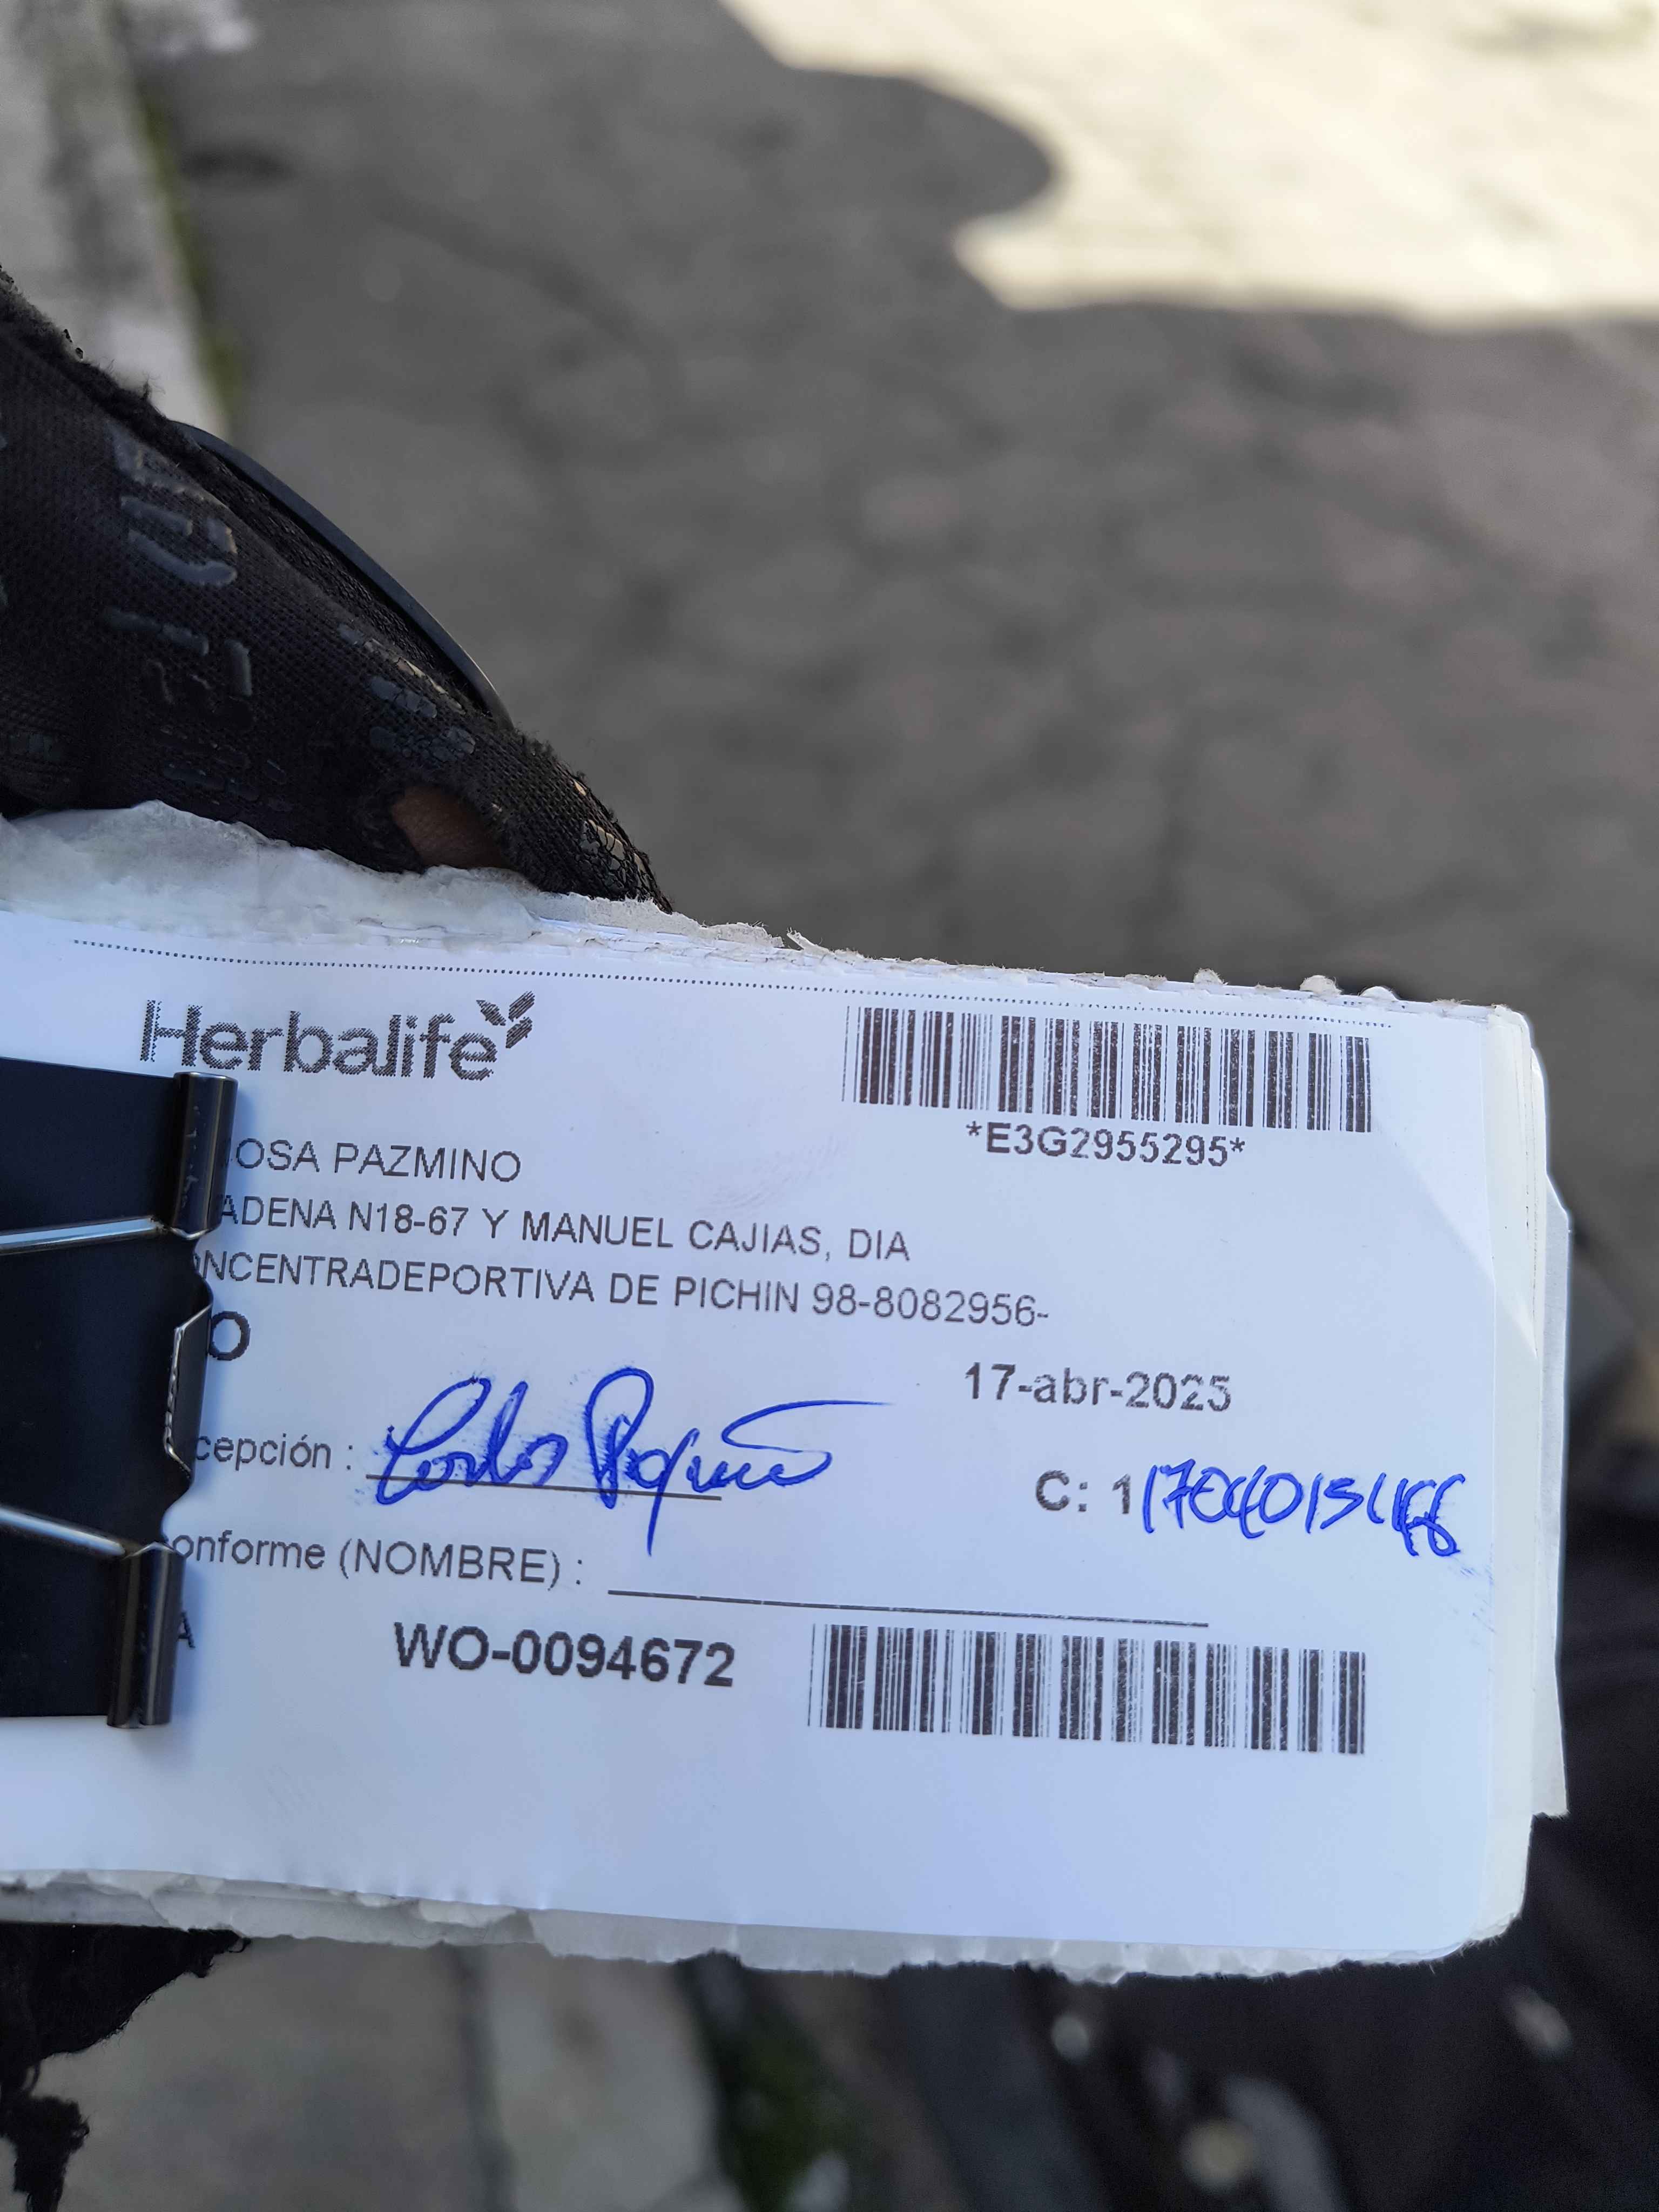 Herbalife
*E3G2955295*
OSA PAZMINO
ADENA N18-67 Y MANUEL CAJIAS, DIA
ONCENTRADEPORTIVA DE PICHIN 98-8082956-
O
17-abr-2025
cepción :
C: 1
onforme (NOMBRE) :
A
WO-0094672